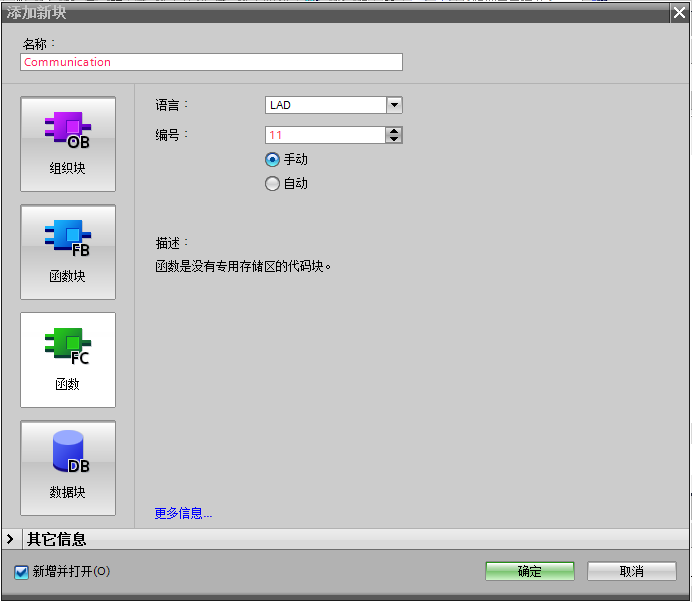 添加新块
名称：
Communication
OB
组织块
FB
函数块
FC
函数
DB
数据块
语言：
LAD
编号：
11
手动
自动
描述：
函数是没有专用存储区的代码块。
更多信息...
其它信息
新增并打开(O)
确定
取消